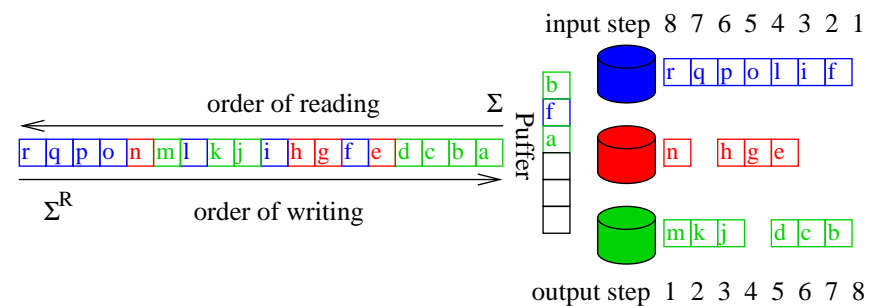 input step 8 7 6 5 4 3 2 1
r q p o l i f
b
order of reading Σ
f
r q p o n m l k j i h g f e d c b a
a
Puffer
n h g e
Σ^R order of writing
m k j d c b
output step 1 2 3 4 5 6 7 8